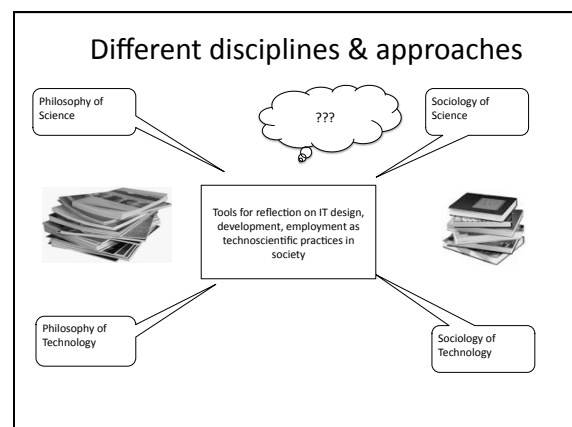 Different disciplines & approaches
Philosophy of
Science
???
Sociology of
Science
Tools for reflection on IT design,
development, employment as
technoscientific practices in
society
Philosophy of
Technology
Sociology of
Technology